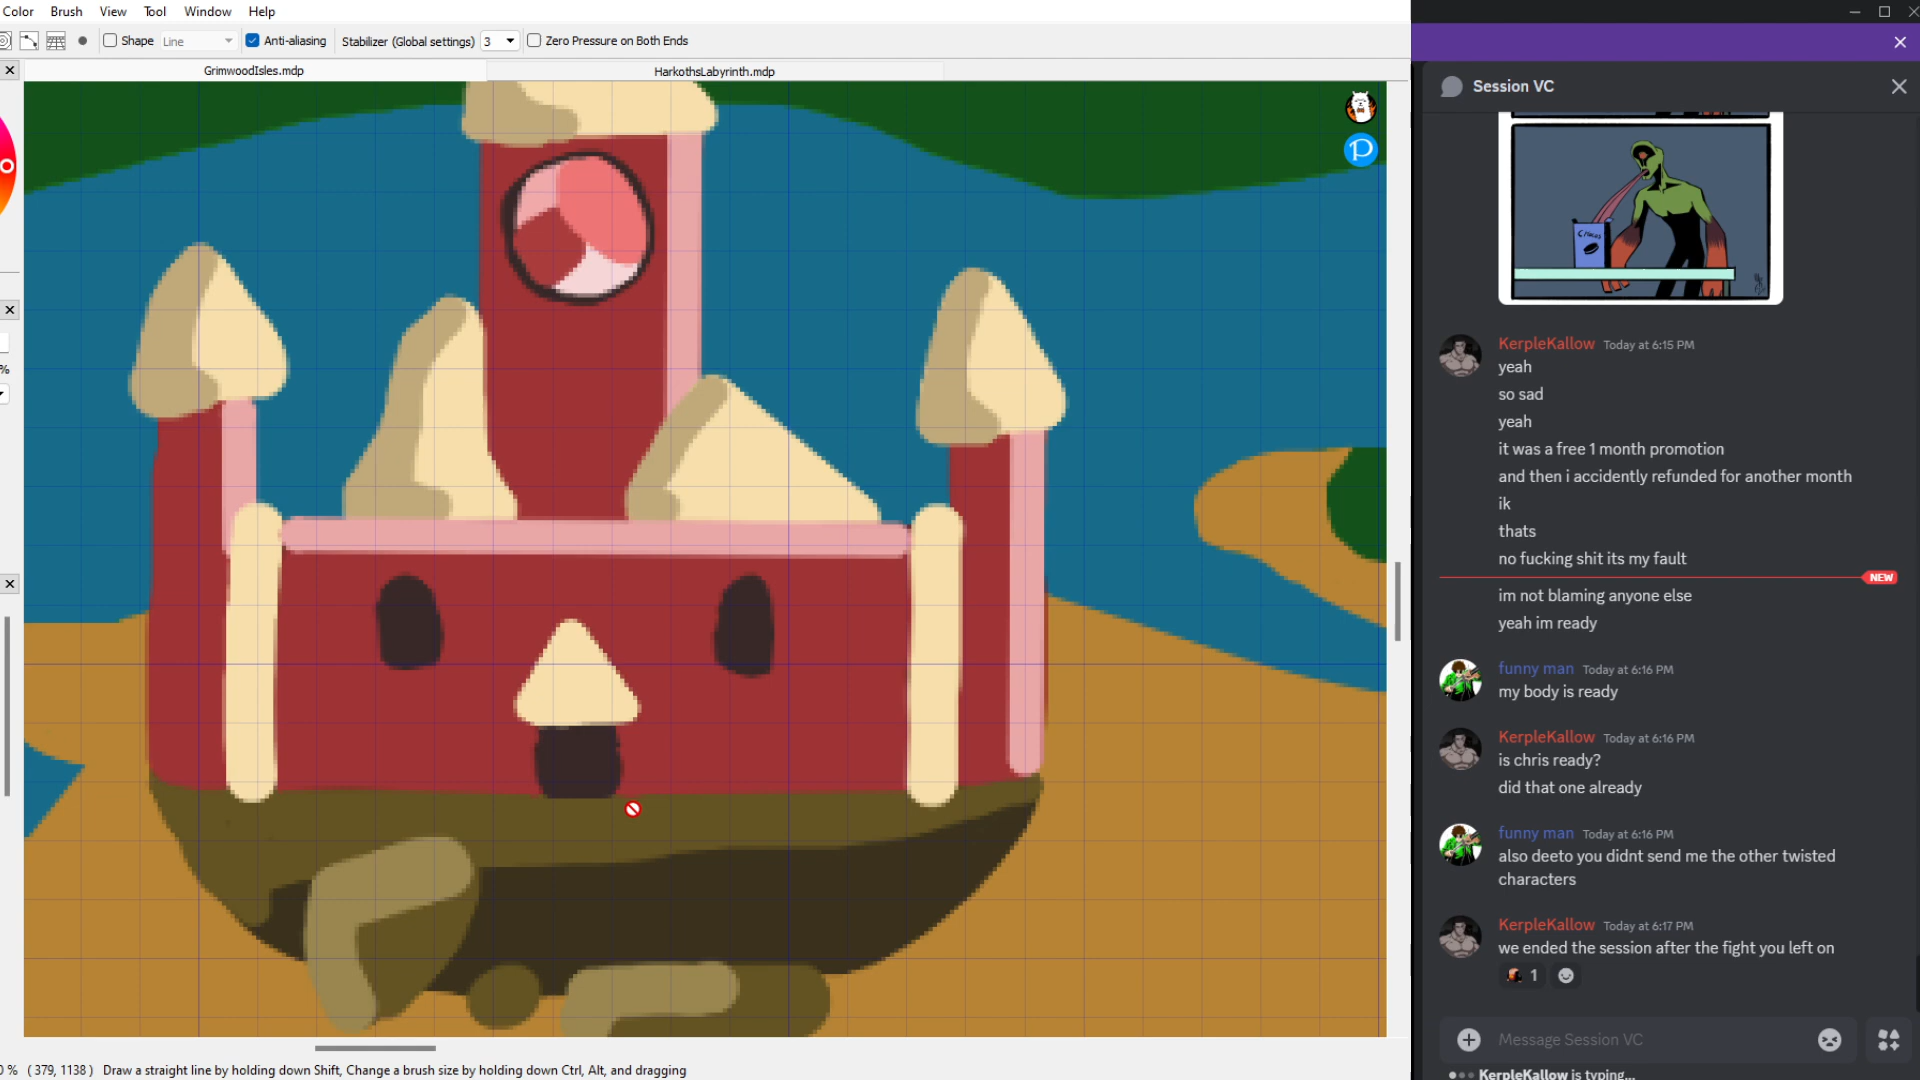 Color Brush View Tool Window Help
Shape Line Anti-aliasing Stabilizer (Global settings) 3 Zero Pressure on Both Ends
GrimwoodIsles.mdp HarkothsLabyrinth.mdp
%
Session VC
KerpleKallow Today at 6:15 PM
yeah
so sad
yeah
it was a free 1 month promotion
and then i accidently refunded for another month
ik
thats
no fucking shit its my fault
NEW
im not blaming anyone else
yeah im ready
funny man Today at 6:16 PM
my body is ready
KerpleKallow Today at 6:16 PM
is chris ready?
did that one already
funny man Today at 6:16 PM
also deeto you didnt send me the other twisted
characters
KerpleKallow Today at 6:17 PM
we ended the session after the fight you left on
1
Message Session VC
KerpleKallow is typing...
% ( 379, 1138 ) Draw a straight line by holding down Shift, Change a brush size by holding down Ctrl, Alt, and dragging